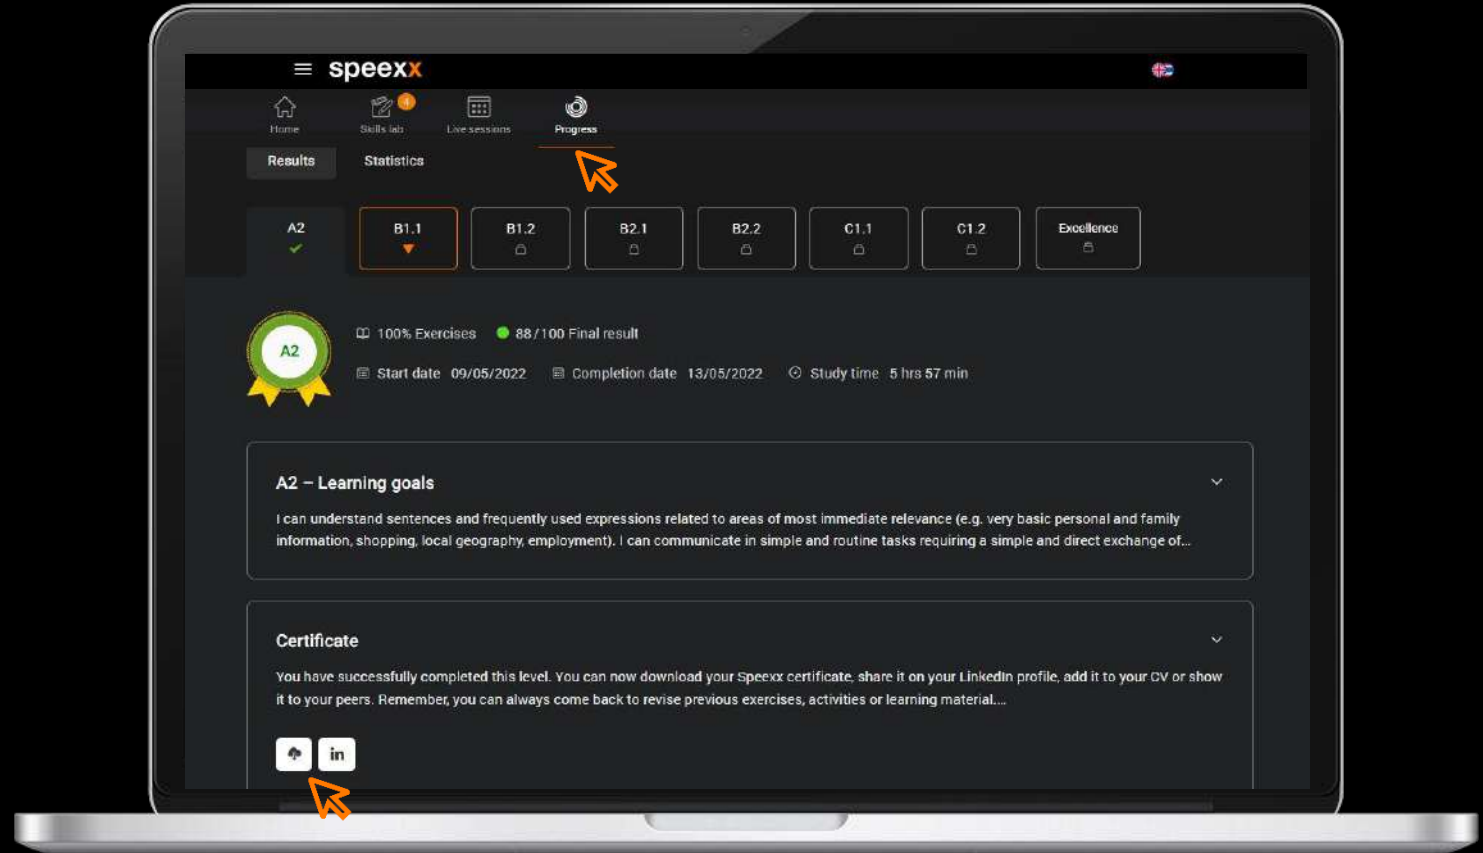 speexx
Home
Skills lab
4
Live sessions
Progress
Results
Statistics
A2
B1.1
B1.2
B2.1
B2.2
C1.1
C1.2
Excellence
A2
100% Exercises
88/100 Final result
Start date 09/05/2022
Completion date 13/05/2022
Study time 5 hrs 57 min
A2 – Learning goals
I can understand sentences and frequently used expressions related to areas of most immediate relevance (e.g. very basic personal and family
information, shopping, local geography, employment). I can communicate in simple and routine tasks requiring a simple and direct exchange of...
Certificate
You have successfully completed this level. You can now download your Speexx certificate, share it on your LinkedIn profile, add it to your CV or show
it to your peers. Remember, you can always come back to revise previous exercises, activities or learning material....
in